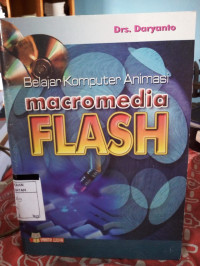 Drs. Daryanto
Belajar Komputer Animasi
macromedia
FLASH